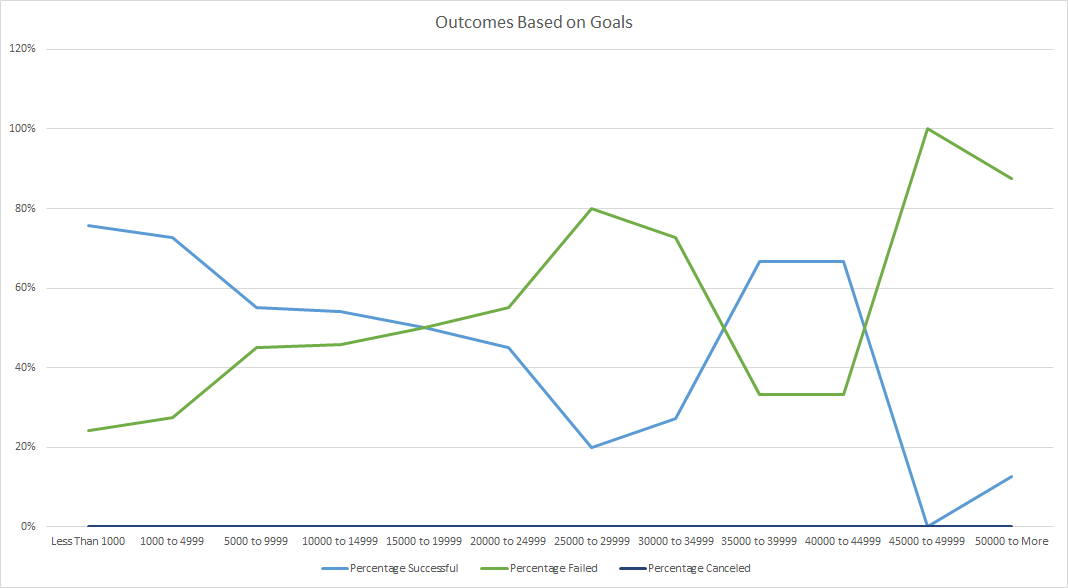 Outcomes Based on Goals
120%
100%
80%
60%
40%
20%
0%
Less Than 1000 1000 to 4999 5000 to 9999 10000 to 14999 15000 to 19999 20000 to 24999 25000 to 29999 30000 to 34999 35000 to 39999 40000 to 44999 45000 to 49999 50000 to More
Percentage Successful Percentage Failed Percentage Canceled